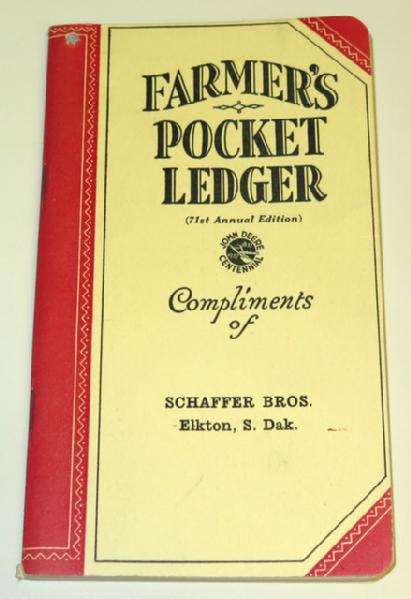 FARMER'S
POCKET
LEDGER
(71st Annual Edition)
JOHN DEERE
CENTENNIAL
Compliments
of
SCHAFFER BROS.
Elkton, S. Dak.